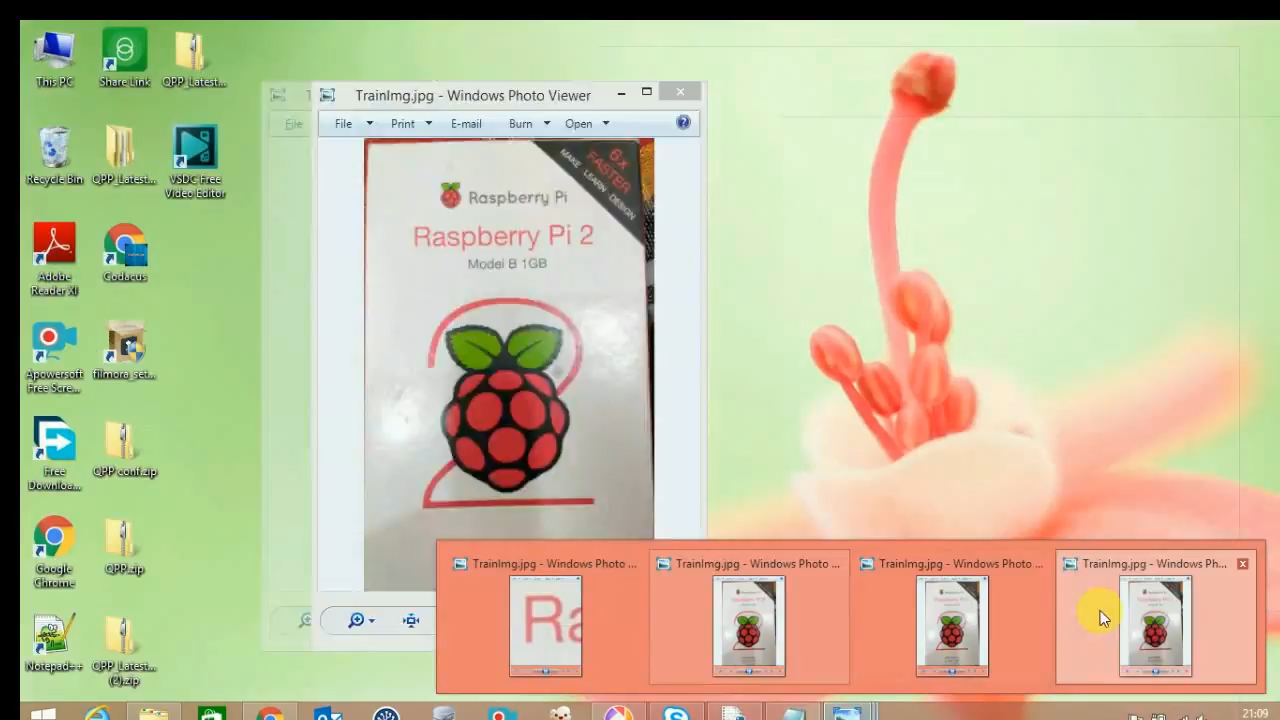 This PC
Share Link
QPP_Latest...
Recycle Bin
QPP_Latest...
VSDC Free
Video Editor
Adobe
Reader XI
Codacus
Apowersoft
Free Scre...
filmora_set...
Free
Downloa...
QPP conf.zip
Google
Chrome
QPP.zip
Notepad++
QPP_Latest...
(2).zip
File
TrainImg.jpg - Windows Photo Viewer
File
Print
E-mail
Burn
Open
6x
FASTER
MAKE LEARN DESIGN
Raspberry Pi
Raspberry Pi 2
Model B 1GB
2
TrainImg.jpg - Windows Photo ...
TrainImg.jpg - Windows Photo ...
TrainImg.jpg - Windows Photo ...
TrainImg.jpg - Windows Ph...
Ra
21:09